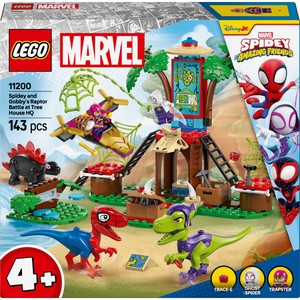 LEGO
MARVEL
Disney Jr.
MARVEL
SPIDEY
AND HIS
AMAZING FRIENDS
11200
Spidey and
Gobby's Raptor
Battle at Tree
House HQ
143 pcs
4+
TRACE-E
GHOST
SPIDER
TRAPSTER